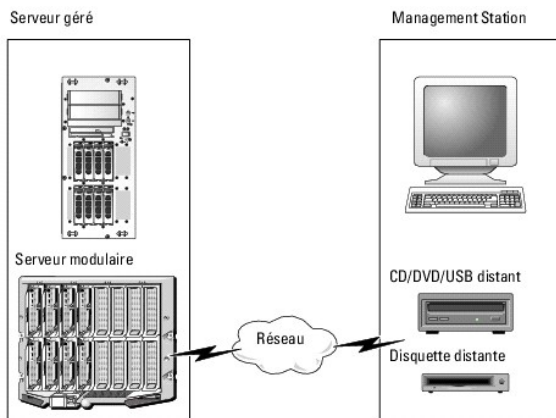 Serveur géré
Management Station
Serveur modulaire
CD/DVD/USB distant
Réseau
Disquette distante